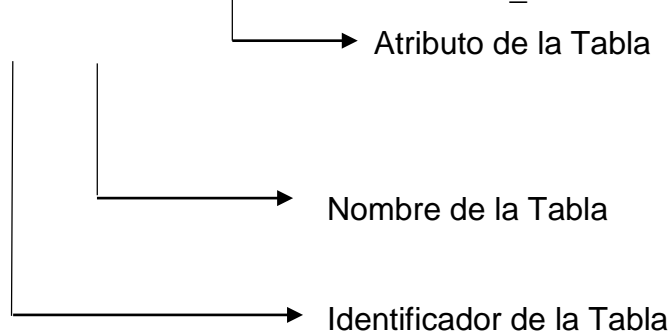 Atributo de la Tabla
Nombre de la Tabla
Identificador de la Tabla